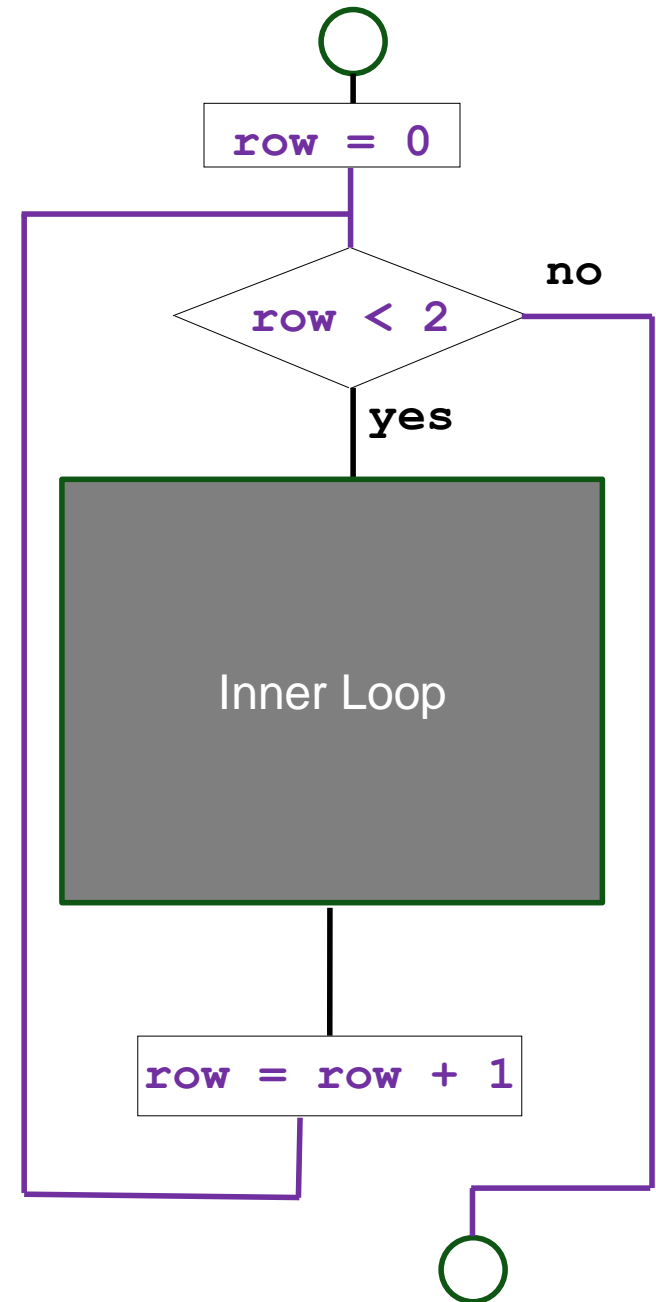 row = 0
no
row < 2
yes
Inner Loop
row = row + 1